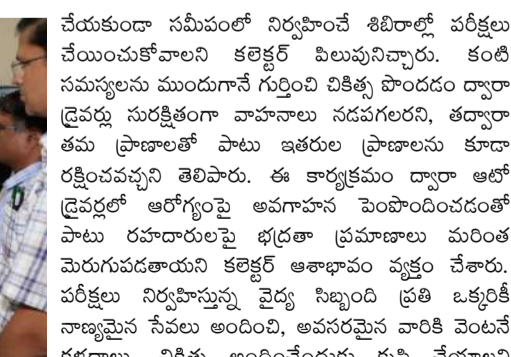 చేయకుండా సమీపంలో నిర్వహించే శిబిరాల్లో పరీక్షలు
చేయించుకోవాలని కలెక్టర్ పిలుపునిచ్చారు. కంటి
సమస్యలను ముందుగానే గుర్తించి చికిత్స పొందడం ద్వారా
డ్రైవర్లు సురక్షితంగా వాహనాలు నడపగలరని, తద్వారా
తమ ప్రాణాలతో పాటు ఇతరుల ప్రాణాలను కూడా
రక్షించవచ్చని తెలిపారు. ఈ కార్యక్రమం ద్వారా ఆటో
డ్రైవర్లలో ఆరోగ్యంపై అవగాహన పెంపొందించడంతో
పాటు రహదారులపై భద్రతా ప్రమాణాలు మరింత
మెరుగుపడతాయని కలెక్టర్ ఆశాభావం వ్యక్తం చేశారు.
పరీక్షలు నిర్వహిస్తున్న వైద్య సిబ్బంది ప్రతి ఒక్కరికీ
నాణ్యమైన సేవలు అందించి, అవసరమైన వారికి వెంటనే